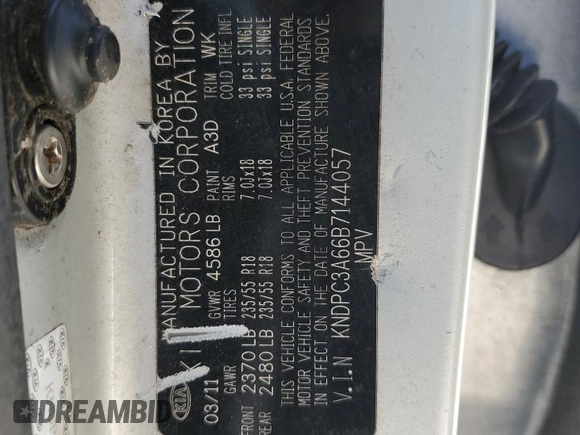 MANUFACTURED IN KOREA BY
KIA MOTORS CORPORATION
03/11 GVWR 4586 LB PAINT A3D TRIM WK
GAWR TIRES RIMS COLD TIRE INFL
FRONT 2370 LB 235/55 R18 7.0Jx18 33 psi SINGLE
REAR 2480 LB 235/55 R18 7.0Jx18 33 psi SINGLE
THIS VEHICLE CONFORMS TO ALL APPLICABLE U.S.A. FEDERAL
MOTOR VEHICLE SAFETY AND THEFT PREVENTION STANDARDS
IN EFFECT ON THE DATE OF MANUFACTURE SHOWN ABOVE.
V.I.N KNDPC3A66B7144057
MPV
DREAMBID.COM